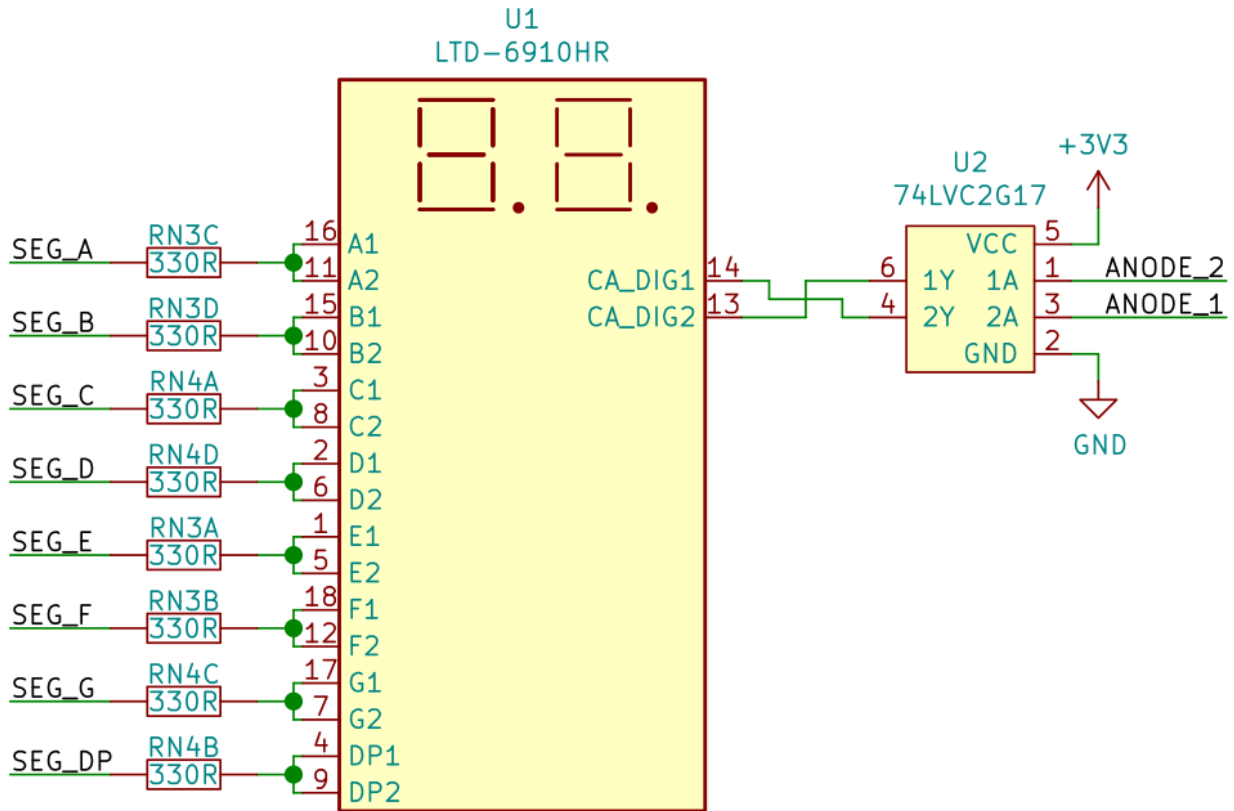 U1
LTD-6910HR
U2
74LVC2G17
+3V3
SEG_A
RN3C
330R
16
A1
11
A2
SEG_B
RN3D
330R
15
B1
10
B2
SEG_C
RN4A
330R
3
C1
8
C2
SEG_D
RN4D
330R
2
D1
6
D2
SEG_E
RN3A
330R
1
E1
5
E2
SEG_F
RN3B
330R
18
F1
12
F2
SEG_G
RN4C
330R
17
G1
7
G2
SEG_DP
RN4B
330R
4
DP1
9
DP2
CA_DIG1
14
CA_DIG2
13
VCC
5
6
1Y
1A
1
ANODE_2
4
2Y
2A
3
ANODE_1
GND
2
GND